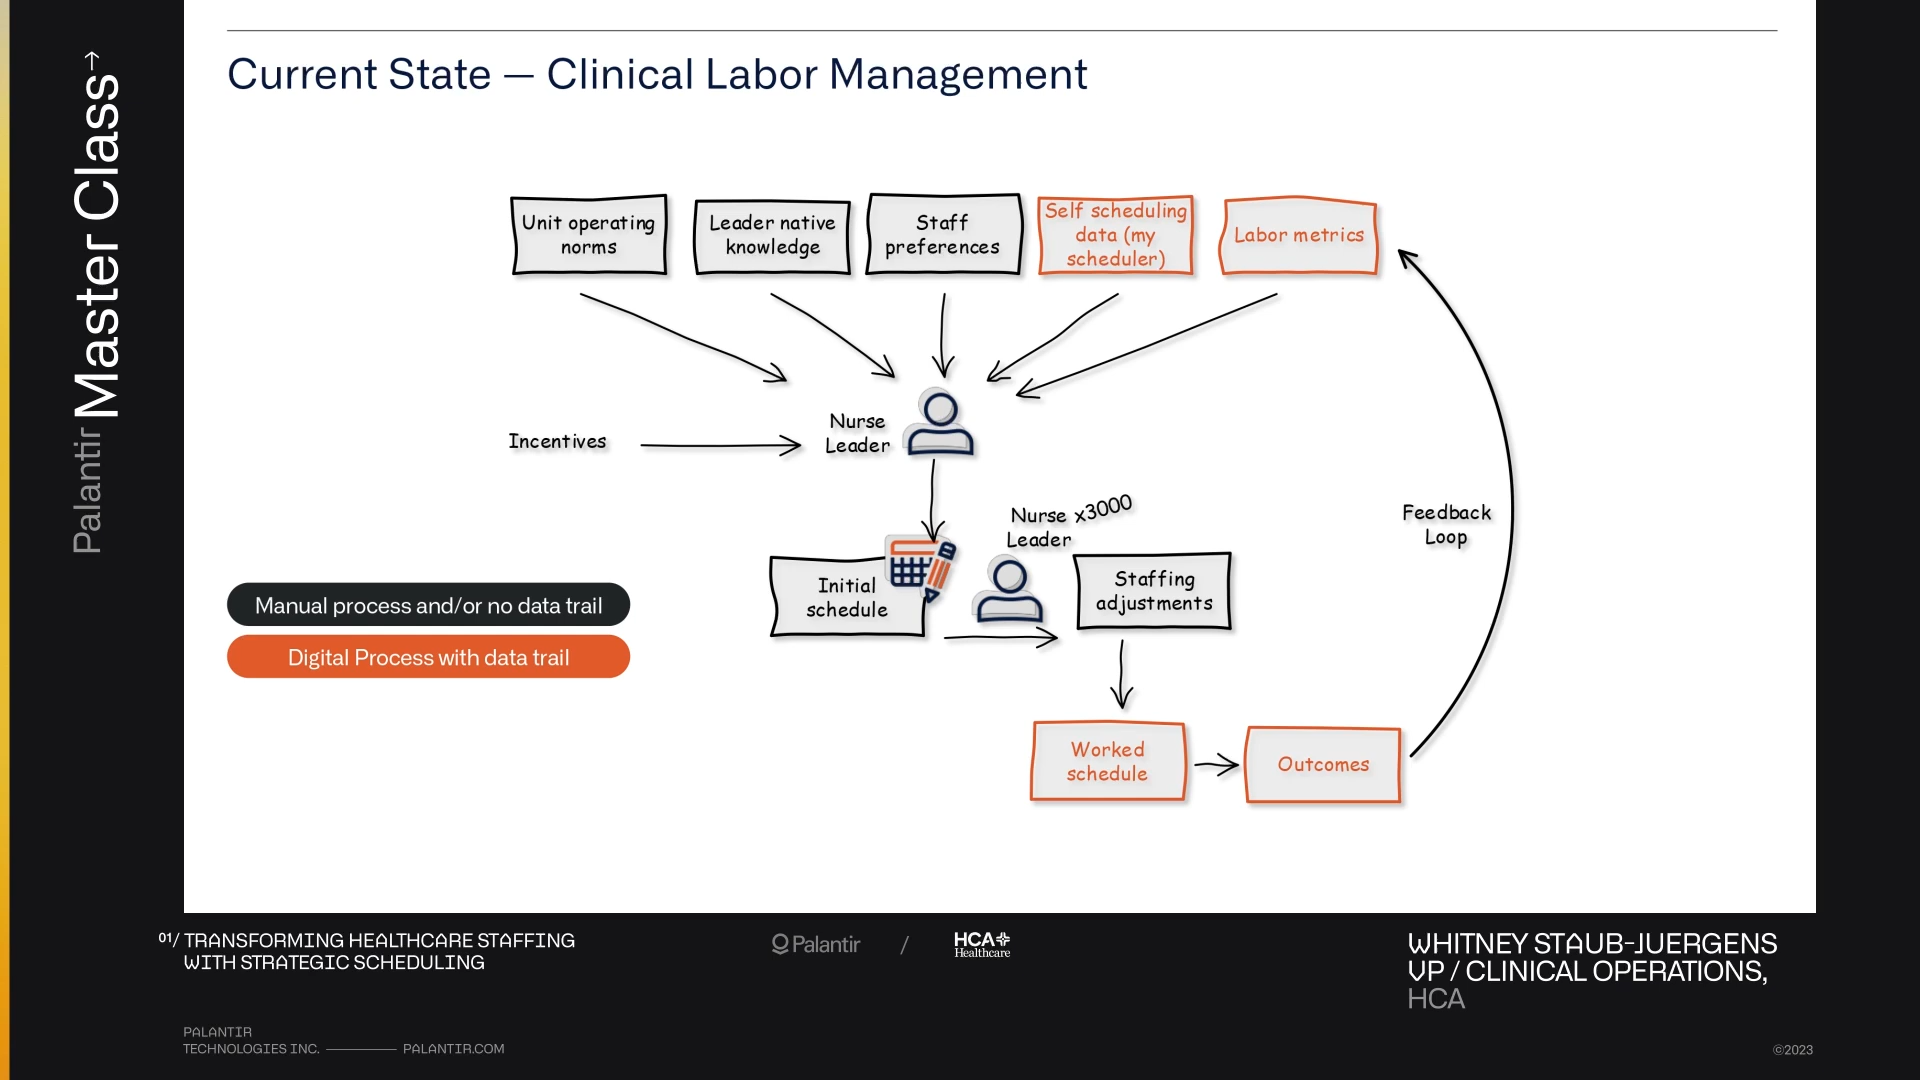 Palantir Master Class→
Current State — Clinical Labor Management
Unit operating
norms
Leader native
knowledge
Staff
preferences
Self scheduling
data (my
scheduler)
Labor metrics
Incentives
Nurse
Leader
Nurse x3000
Leader
Initial
schedule
Staffing
adjustments
Feedback
Loop
Manual process and/or no data trail
Digital Process with data trail
Worked
schedule
Outcomes
01/ TRANSFORMING HEALTHCARE STAFFING
WITH STRATEGIC SCHEDULING
Palantir / HCA
Healthcare
WHITNEY STAUB-JUERGENS
VP / CLINICAL OPERATIONS,
HCA
PALANTIR
TECHNOLOGIES INC. ——— PALANTIR.COM
©2023